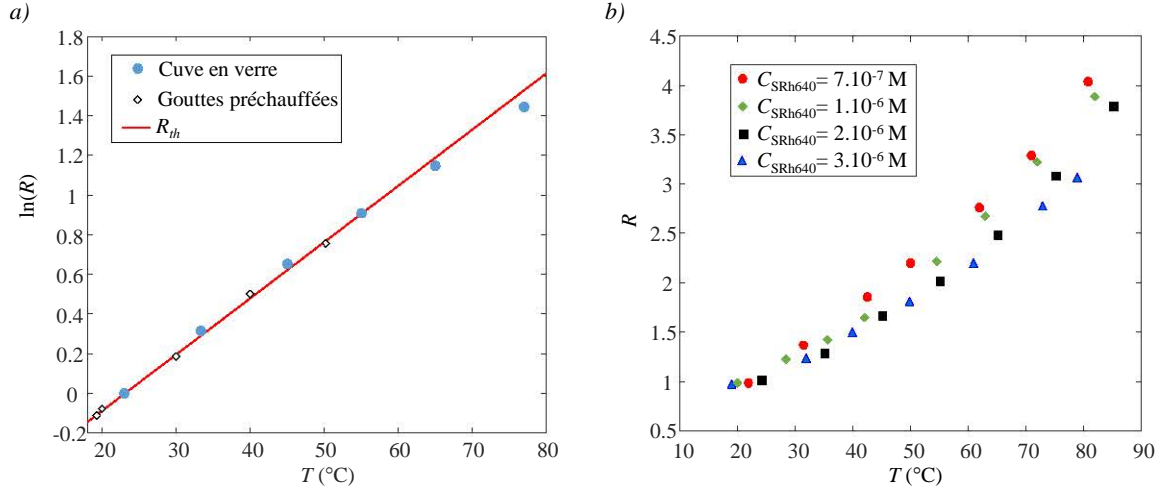 a)
1.8
1.6
1.4
1.2
1
0.8
0.6
0.4
0.2
0
-0.2
ln(R)
Cuve en verre
Gouttes préchauffées
R_th
20 30 40 50 60 70 80
T (°C)
b)
4.5
4
3.5
3
2.5
2
1.5
1
0.5
R
C_SRh640= 7.10⁻⁷ M
C_SRh640= 1.10⁻⁶ M
C_SRh640= 2.10⁻⁶ M
C_SRh640= 3.10⁻⁶ M
10 20 30 40 50 60 70 80 90
T (°C)